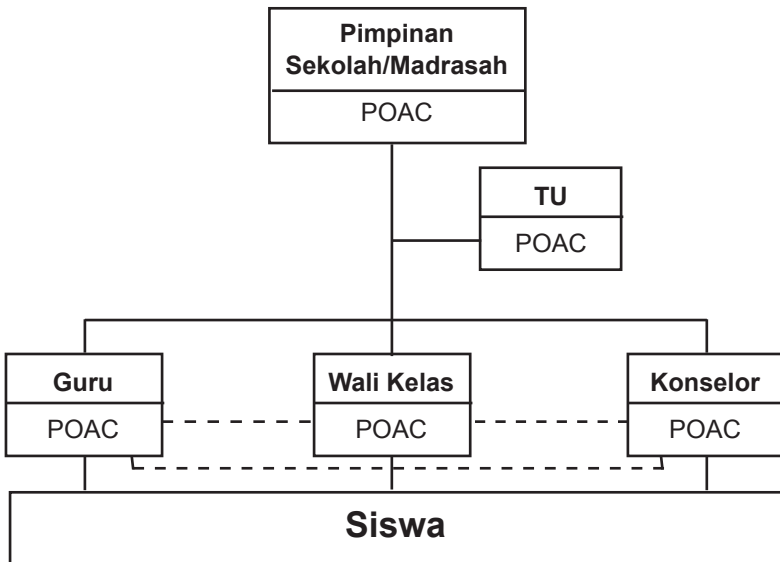 Pimpinan
Sekolah/Madrasah
POAC
TU
POAC
Guru
POAC
Wali Kelas
POAC
Konselor
POAC
Siswa